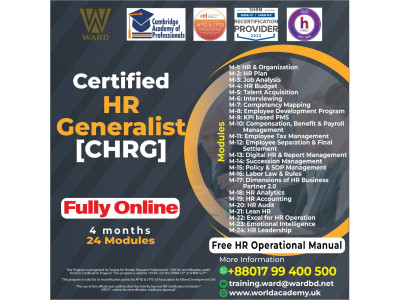 WARD
Cambridge
Academy of
Professionals
SHRM
RECERTIFICATION
PROVIDER
2022
Certified
HR
Generalist
[CHRG]
Fully Online
4 months
24 Modules
Modules
M-1: HR & Organization
M-2: HR Plan
M-3: Job Analysis
M-4: HR Budget
M-5: Talent Acquisition
M-6: Interviewing
M-7: Competency Mapping
M-8: Employee Development Program
M-9: KPI based PMS
M-10: Compensation, Benefit & Payroll
Management
M-11: Employee Tax Management
M-12: Employee Separation & Final
Settlement
M-13: Digital HR & Report Management
M-14: Succession Management
M-15: Policy & SOP Management
M-16: Labor Law & Rules
M-17: Dimensions of HR Business
Partner 2.0
M-18: HR Analytics
M-19: HR Accounting
M-20: HR Audit
M-21: Lean HR
M-22: Excel for HR Operation
M-23: Emotional Intelligence
M-24: HR Leadership
Free HR Operational Manual
More Information
+88017 99 400 500
training.ward@wardbd.net
www.worldacademy.uk